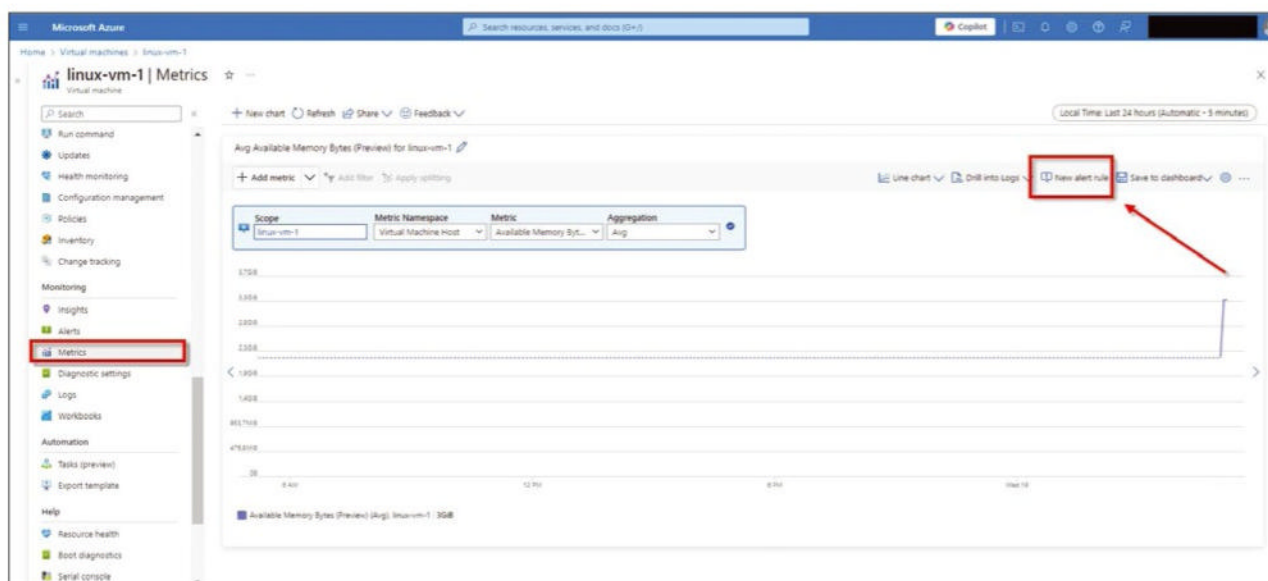 Microsoft Azure
Search resources, services, and docs (G+/)
Copilot
Home > Virtual machines > linux-vm-1
linux-vm-1 | Metrics
Virtual machine
Search
Run command
Updates
Health monitoring
Configuration management
Policies
Inventory
Change tracking
Monitoring
Insights
Alerts
Metrics
Diagnostic settings
Logs
Workbooks
Automation
Tasks (preview)
Export template
Help
Resource health
Boot diagnostics
Serial console
New chart Refresh Share Feedback
Local Time: Last 24 hours (Automatic - 5 minutes)
Avg Available Memory Bytes (Preview) for linux-vm-1
Add metric Add filter Apply splitting
Line chart Drill into Logs New alert rule Save to dashboard
Scope Metric Namespace Metric Aggregation
linux-vm-1 Virtual Machine Host Available Memory Byt... Avg
6 AM 12 PM 6 PM
Available Memory Bytes (Preview) (Avg), linux-vm-1 3GiB